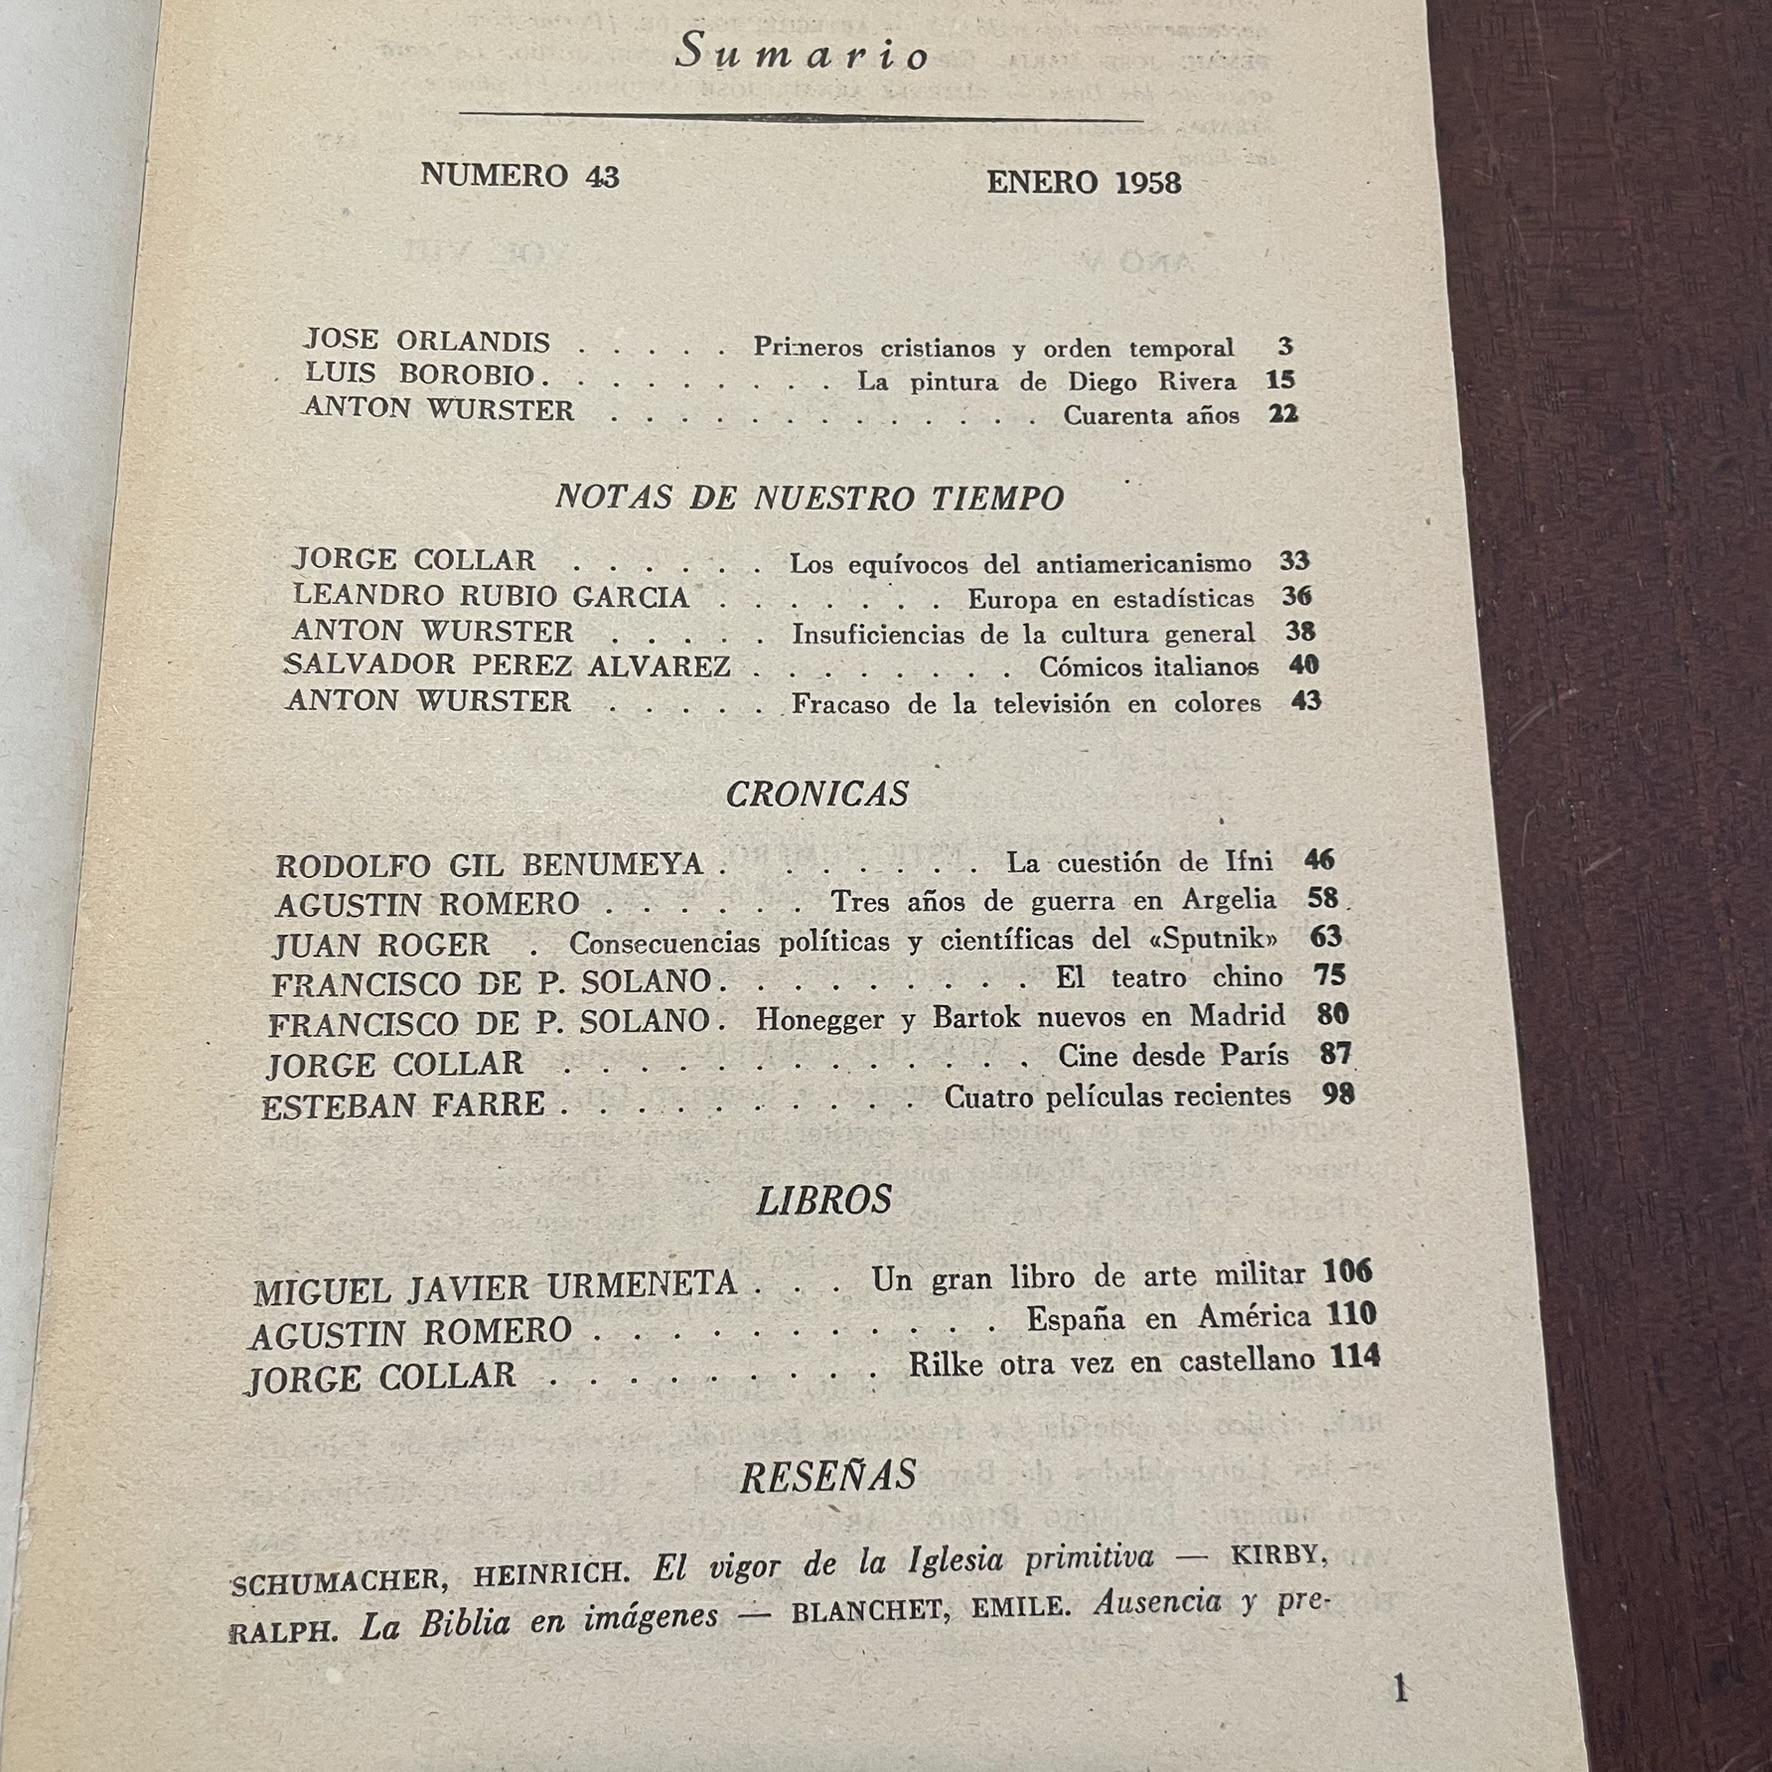 Sumario
NUMERO 43 ENERO 1958
JOSE ORLANDIS . . . . . Primeros cristianos y orden temporal 3
LUIS BOROBIO. . . . . . . . . La pintura de Diego Rivera 15
ANTON WURSTER . . . . . . . . . . . . . Cuarenta años 22
NOTAS DE NUESTRO TIEMPO
JORGE COLLAR . . . . . . Los equívocos del antiamericanismo 33
LEANDRO RUBIO GARCIA . . . . . . . Europa en estadísticas 36
ANTON WURSTER . . . . . Insuficiencias de la cultura general 38
SALVADOR PEREZ ALVAREZ . . . . . . . . Cómicos italianos 40
ANTON WURSTER . . . . . Fracaso de la televisión en colores 43
CRONICAS
RODOLFO GIL BENUMEYA . . . . . . . La cuestión de Ifni 46
AGUSTIN ROMERO . . . . . . Tres años de guerra en Argelia 58
JUAN ROGER . Consecuencias políticas y científicas del «Sputnik» 63
FRANCISCO DE P. SOLANO. . . . . . . . . El teatro chino 75
FRANCISCO DE P. SOLANO. Honegger y Bartok nuevos en Madrid 80
JORGE COLLAR . . . . . . . . . . . . . Cine desde París 87
ESTEBAN FARRE . . . . . . . . . . Cuatro películas recientes 98
LIBROS
MIGUEL JAVIER URMENETA . . . Un gran libro de arte militar 106
AGUSTIN ROMERO . . . . . . . . . . . España en América 110
JORGE COLLAR . . . . . . . . . Rilke otra vez en castellano 114
RESEÑAS
SCHUMACHER, HEINRICH. El vigor de la Iglesia primitiva — KIRBY,
RALPH. La Biblia en imágenes — BLANCHET, EMILE. Ausencia y pre-
1